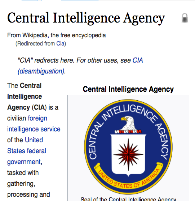 Central Intelligence Agency
From Wikipedia, the free encyclopedia
(Redirected from Cia)
"CIA" redirects here. For other uses, see CIA
(disambiguation).
The Central
Intelligence
Agency (CIA) is a
civilian foreign
intelligence service
of the United
States federal
government,
tasked with
gathering,
processing and
Central Intelligence Agency
CENTRAL INTELLIGENCE AGENCY
UNITED STATES OF AMERICA
Seal of the Central Intelligence Agency